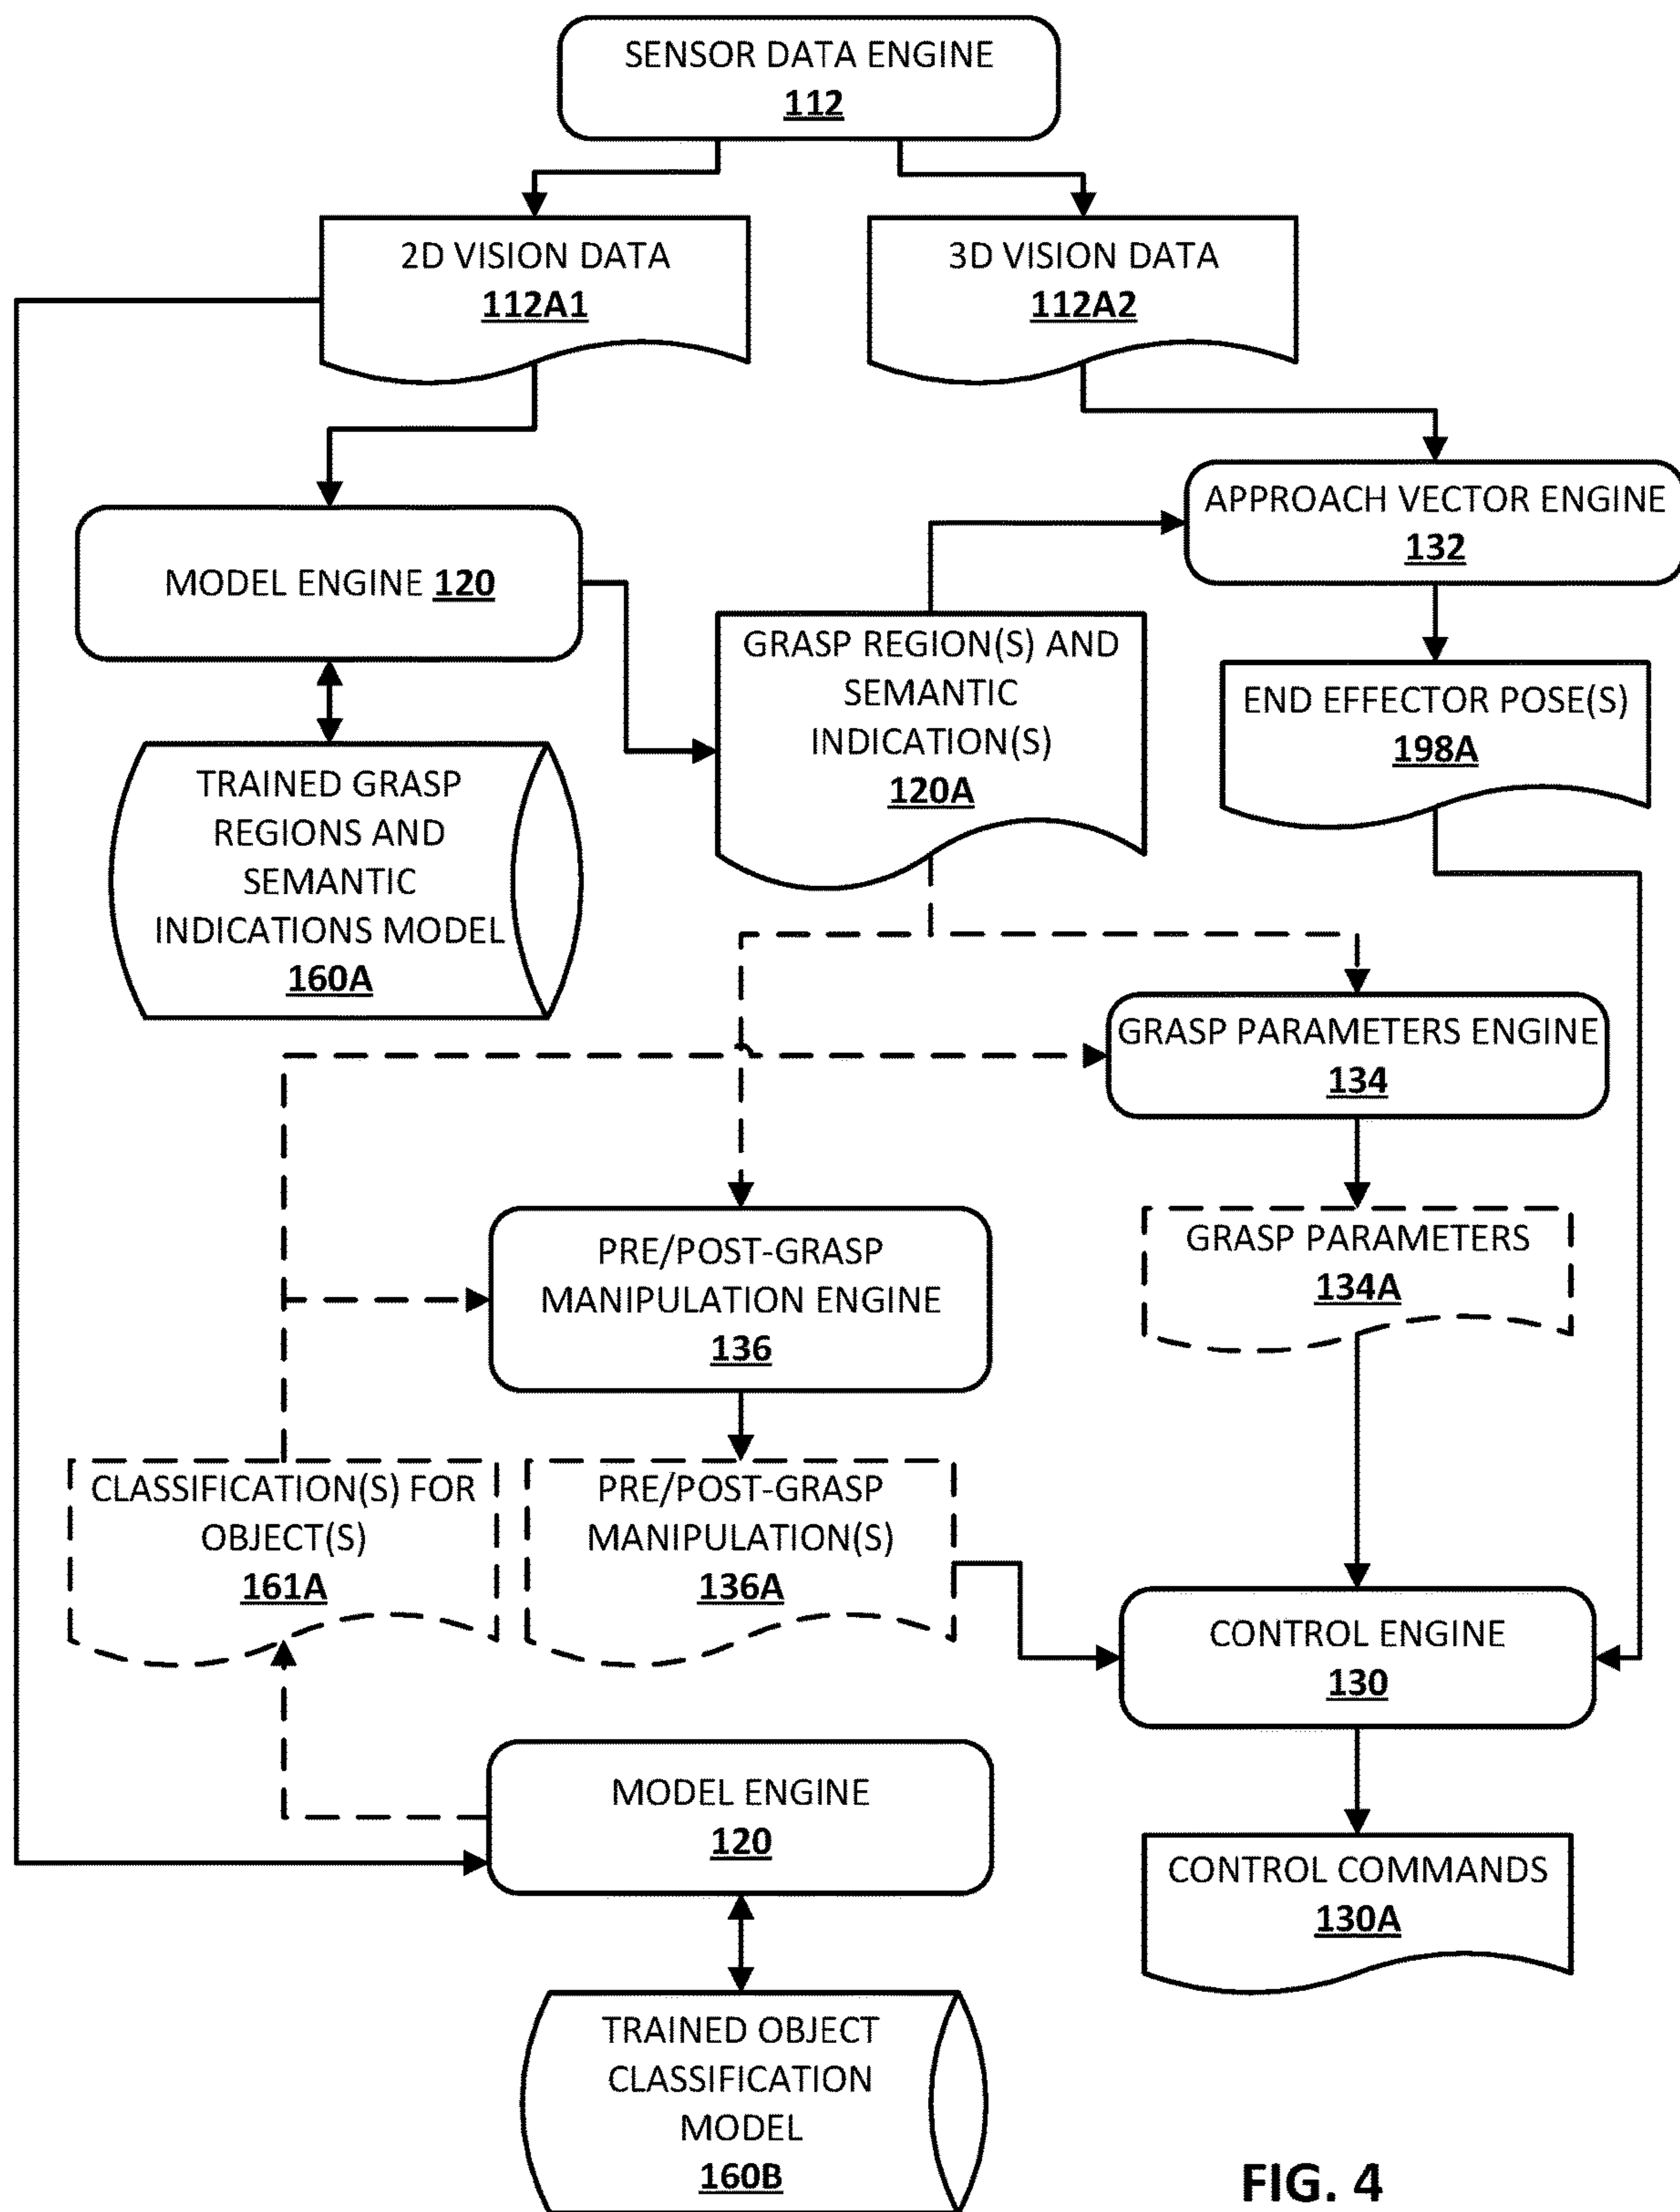 SENSOR DATA ENGINE
112
2D VISION DATA
112A1
3D VISION DATA
112A2
APPROACH VECTOR ENGINE
132
MODEL ENGINE 120
GRASP REGION(S) AND
SEMANTIC
INDICATION(S)
120A
END EFFECTOR POSE(S)
198A
TRAINED GRASP
REGIONS AND
SEMANTIC
INDICATIONS MODEL
160A
GRASP PARAMETERS ENGINE
134
PRE/POST-GRASP
MANIPULATION ENGINE
136
GRASP PARAMETERS
134A
CLASSIFICATION(S) FOR
OBJECT(S)
161A
PRE/POST-GRASP
MANIPULATION(S)
136A
CONTROL ENGINE
130
MODEL ENGINE
120
CONTROL COMMANDS
130A
TRAINED OBJECT
CLASSIFICATION
MODEL
160B
FIG. 4